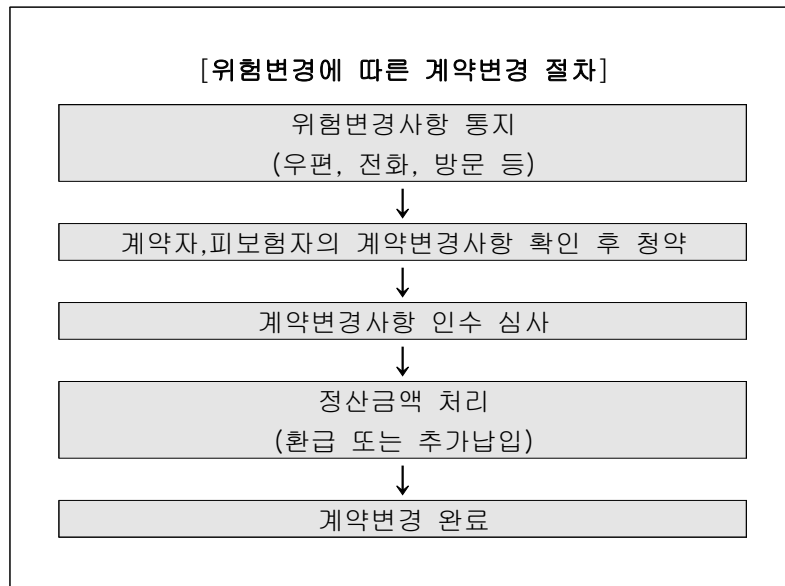 [위험변경에 따른 계약변경 절차]
위험변경사항 통지
(우편, 전화, 방문 등)
↓
계약자,피보험자의 계약변경사항 확인 후 청약
↓
계약변경사항 인수 심사
↓
정산금액 처리
(환급 또는 추가납입)
↓
계약변경 완료